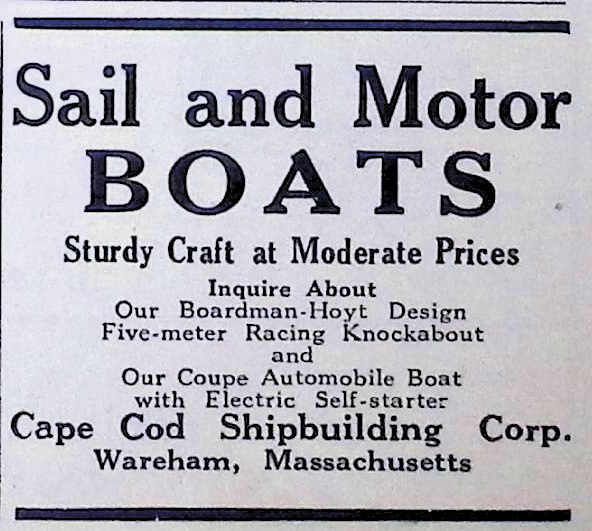 Sail and Motor
BOATS
Sturdy Craft at Moderate Prices
Inquire About
Our Boardman-Hoyt Design
Five-meter Racing Knockabout
and
Our Coupe Automobile Boat
with Electric Self-starter
Cape Cod Shipbuilding Corp.
Wareham, Massachusetts